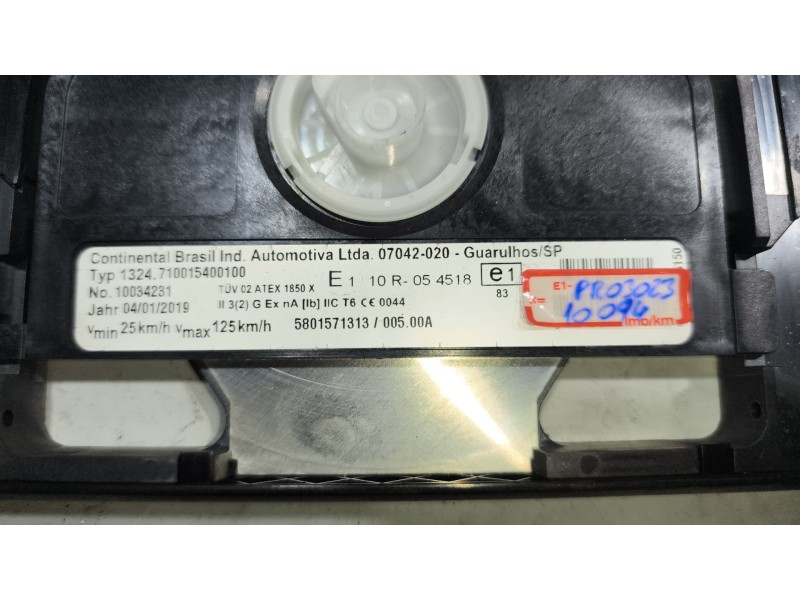 Continental Brasil Ind. Automotiva Ltda. 07042-020 - Guarulhos/SP
Typ 1324.710015400100
No. 10034231
Jahr 04/01/2019
vmin 25km/h vmax 125km/h
TÜV 02 ATEX 1850 X
II 3(2) G Ex nA [Ib] IIC T6 CE 0044
E1 10 R- 05 4518
e1
83
5801571313 / 005.00A
150
E1-
PRO3023
10094
imp/km